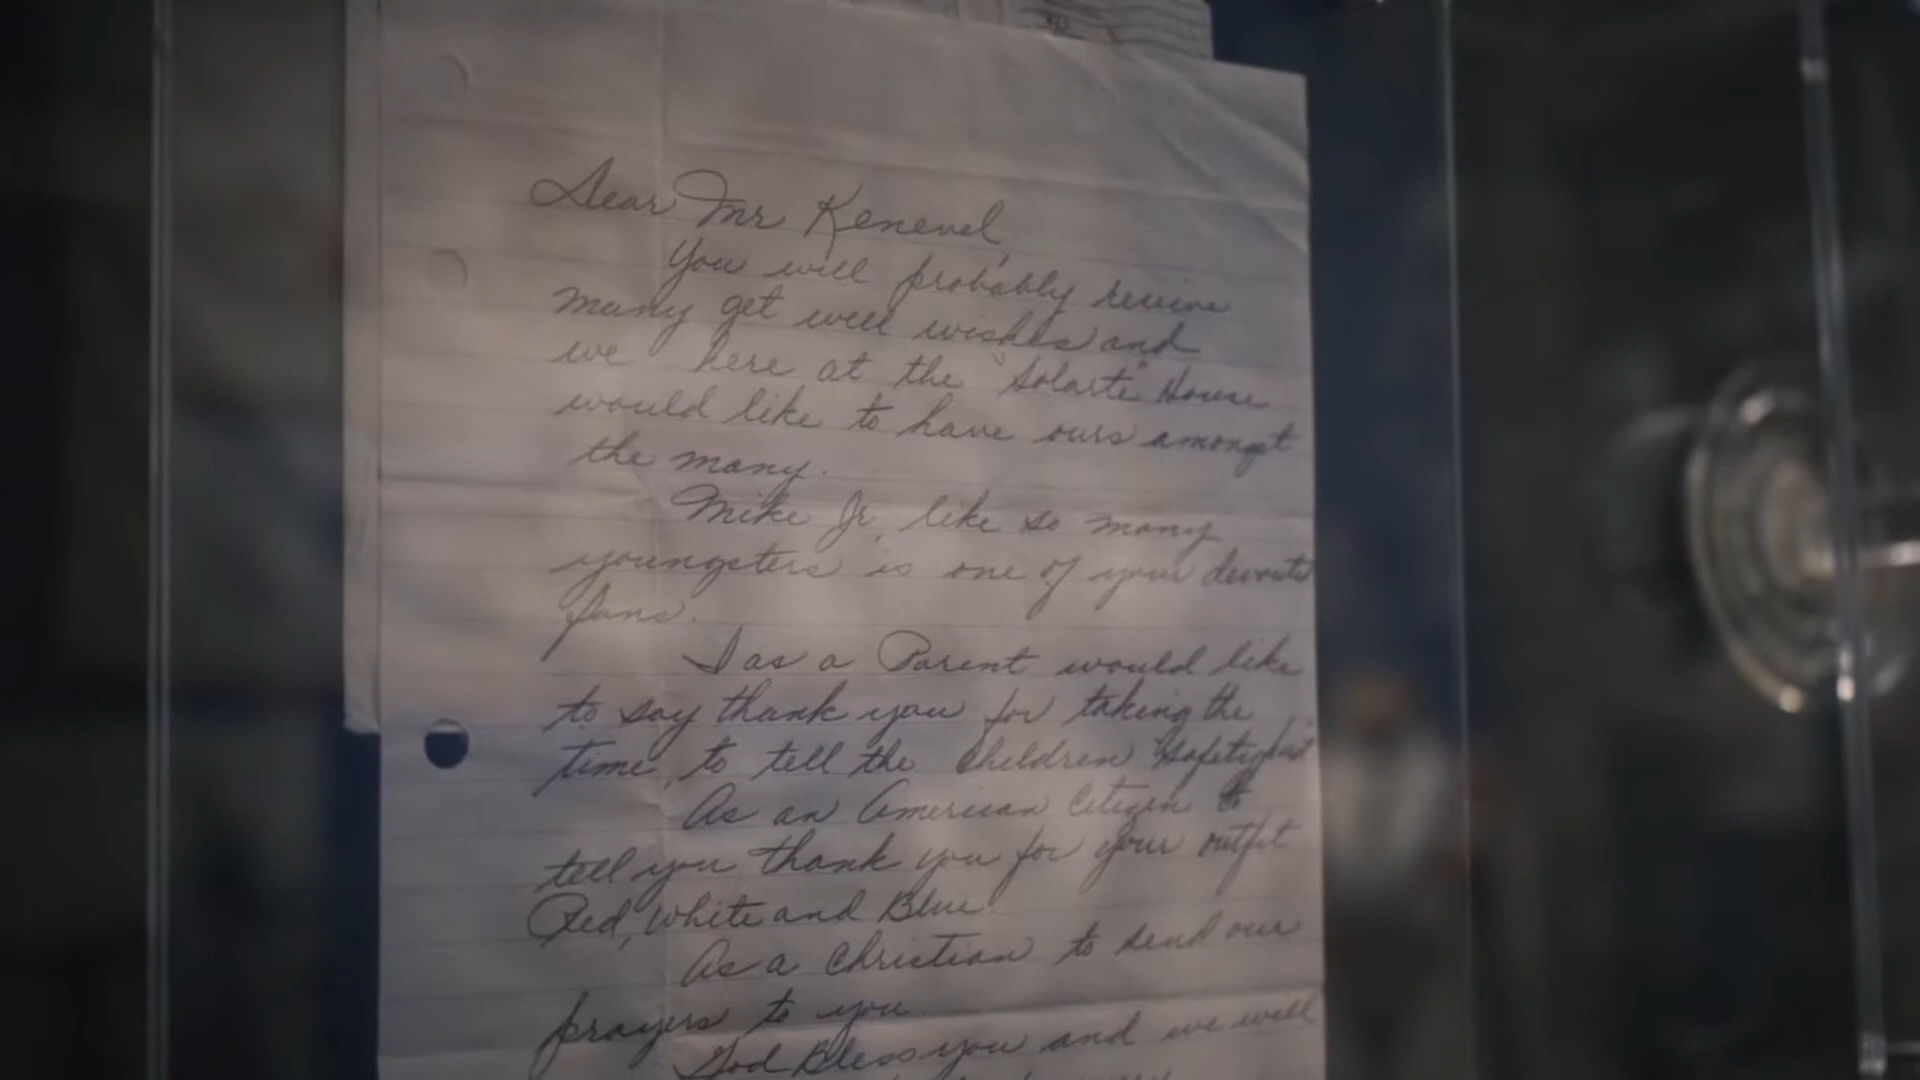 Dear Mr Kenevel,
You will probably receive
many get well wishes and
we here at the "Solarte" House
would like to have ours amongst
the many.
Mike Jr, like so many
youngsters is one of your devoute
fans.
I as a Parent would like
to say thank you for taking the
time, to tell the Children "Safety first"
As an American Citizen to
tell you thank you for your outfit
Red, White and Blue
As a Christian to send our
prayers to you
God Bless you and we will